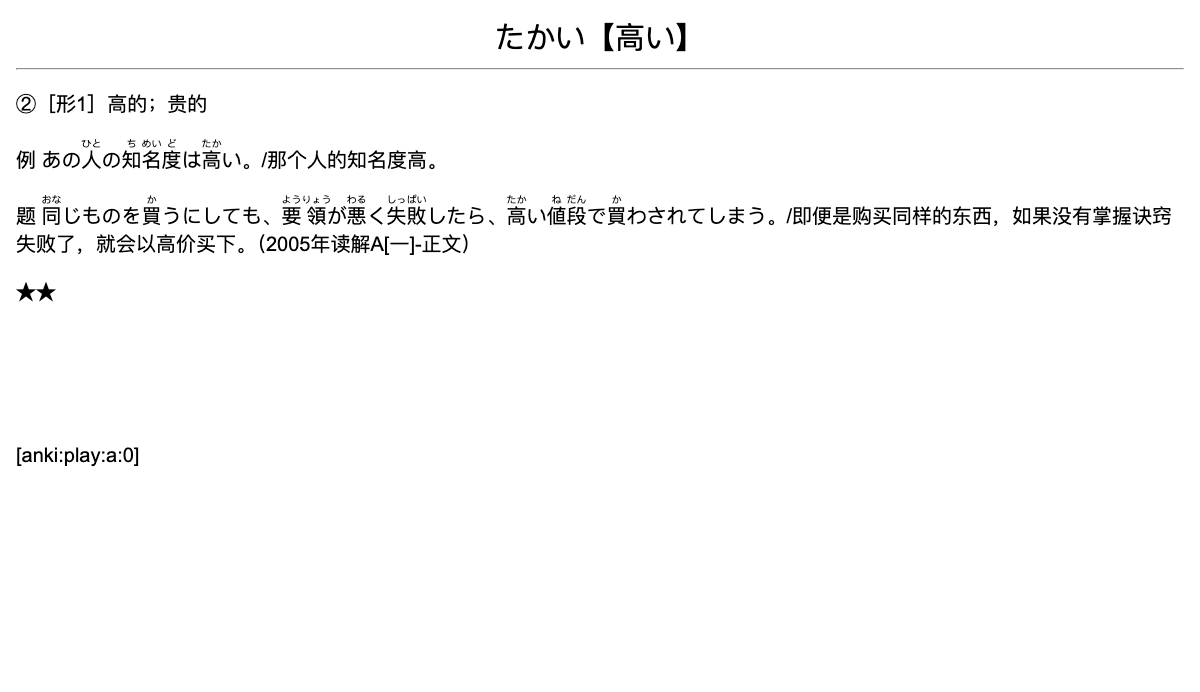 たかい【高い】
②［形1］高的；贵的
ひと ち めい ど たか
例 あの人の知名度は高い。/那个人的知名度高。
おな か ようりょう わる しっぱい たか ね だん か
题 同じものを買うにしても、要領が悪く失敗したら、高い値段で買わされてしまう。/即便是购买同样的东西，如果没有掌握诀窍
失败了，就会以高价买下。（2005年读解A[一]-正文）
★★
[anki:play:a:0]